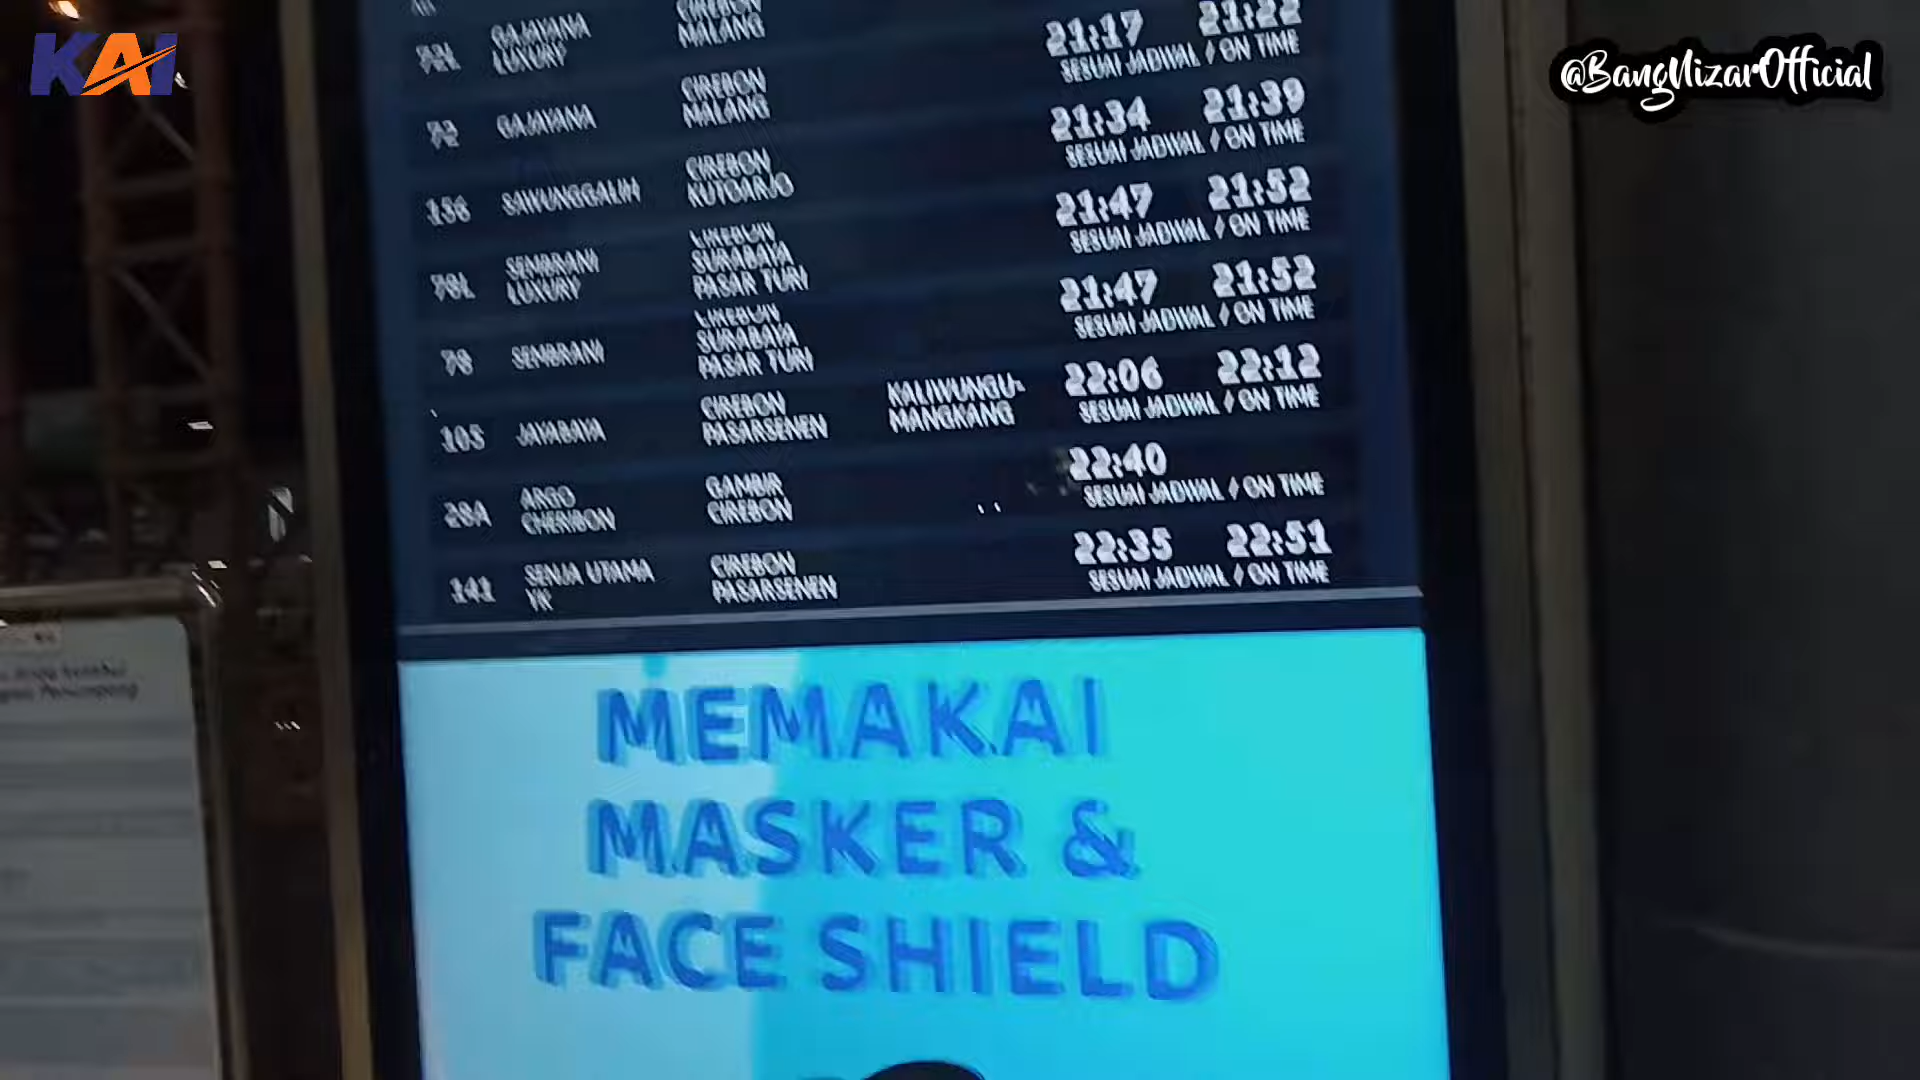 KAI
@BangNizarOfficial
72L GAJAYANA LUXURY CIREBON MALANG 21:17 21:22
SESUAI JADWAL / ON TIME
72 GAJAYANA CIREBON MALANG 21:34 21:39
SESUAI JADWAL / ON TIME
156 SAWUNGGALIH CIREBON KUTOARJO 21:47 21:52
SESUAI JADWAL / ON TIME
78L SEMBRANI LUXURY CIREBON SURABAYA PASAR TURI 21:47 21:52
SESUAI JADWAL / ON TIME
78 SEMBRANI CIREBON SURABAYA PASAR TURI 22:06 22:12
SESUAI JADWAL / ON TIME
105 JAYABAYA CIREBON PASARSENEN KALIWUNGU-MANGKANG 22:40
SESUAI JADWAL / ON TIME
28A ARGO CHERIBON GAMBIR CIREBON 22:35 22:51
SESUAI JADWAL / ON TIME
141 SENJA UTAMA YK CIREBON PASARSENEN
MEMAKAI
MASKER &
FACE SHIELD